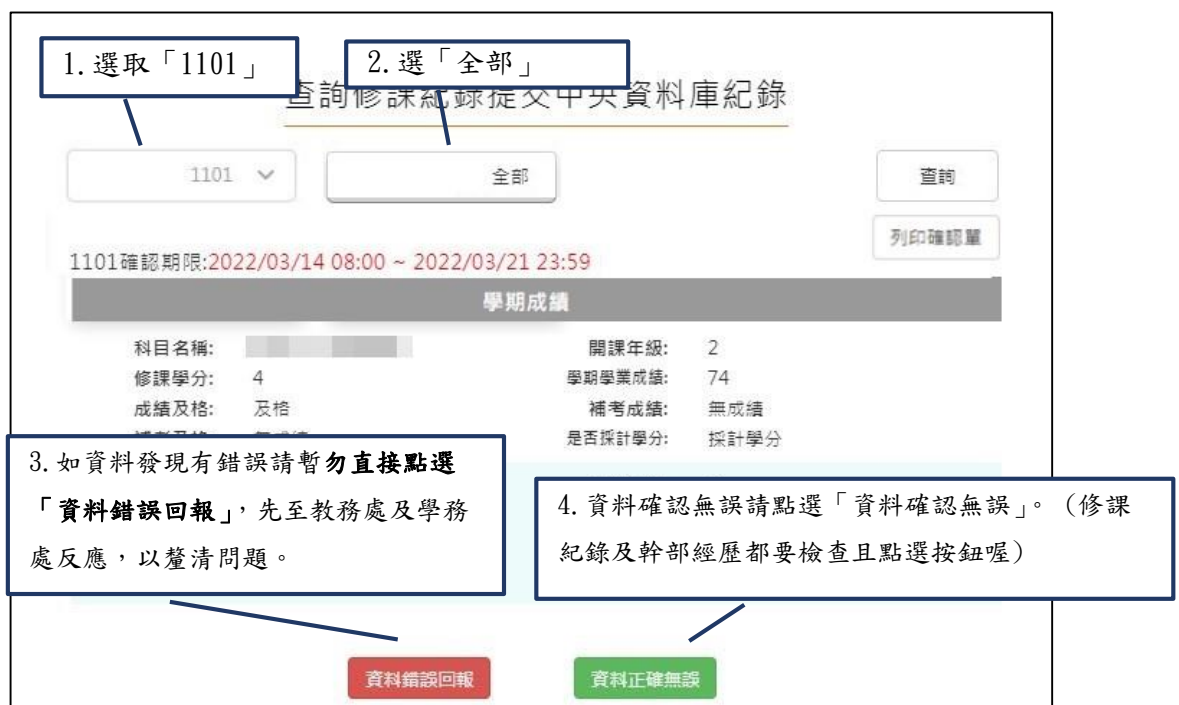 1.選取「1101」
2.選「全部」
查詢修課紀錄提交中央資料庫紀錄
1101
全部
查詢
列印確認單
1101確認期限:2022/03/14 08:00 ~ 2022/03/21 23:59
學期成績
科目名稱:
開課年級: 2
修課學分: 4
學期學業成績: 74
成績及格: 及格
補考成績: 無成績
是否採計學分: 採計學分
3.如資料發現有錯誤請暫勿直接點選
「資料錯誤回報」,先至教務處及學務
處反應,以釐清問題。
4.資料確認無誤請點選「資料確認無誤」。(修課
紀錄及幹部經歷都要檢查且點選按鈕喔)
資料錯誤回報
資料正確無誤